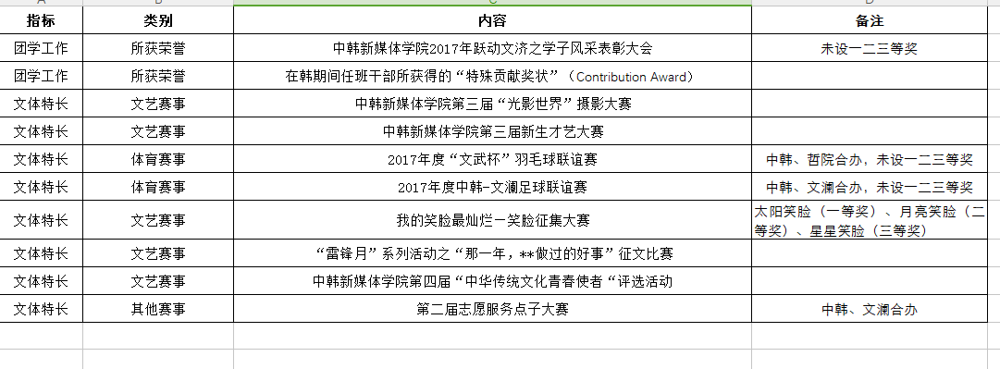 指标 类别 内容 备注
团学工作 所获荣誉 中韩新媒体学院2017年跃动文济之学子风采表彰大会 未设一二三等奖
团学工作 所获荣誉 在韩期间任班干部所获得的“特殊贡献奖状”（Contribution Award）
文体特长 文艺赛事 中韩新媒体学院第三届“光影世界”摄影大赛
文体特长 文艺赛事 中韩新媒体学院第三届新生才艺大赛
文体特长 体育赛事 2017年度“文武杯”羽毛球联谊赛 中韩、哲院合办，未设一二三等奖
文体特长 体育赛事 2017年度中韩-文澜足球联谊赛 中韩、文澜合办，未设一二三等奖
文体特长 文艺赛事 我的笑脸最灿烂—笑脸征集大赛 太阳笑脸（一等奖）、月亮笑脸（二
等奖）、星星笑脸（三等奖）
文体特长 文艺赛事 “雷锋月”系列活动之“那一年，**做过的好事”征文比赛
文体特长 文艺赛事 中韩新媒体学院第四届“中华传统文化青春使者“评选活动
文体特长 其他赛事 第二届志愿服务点子大赛 中韩、文澜合办